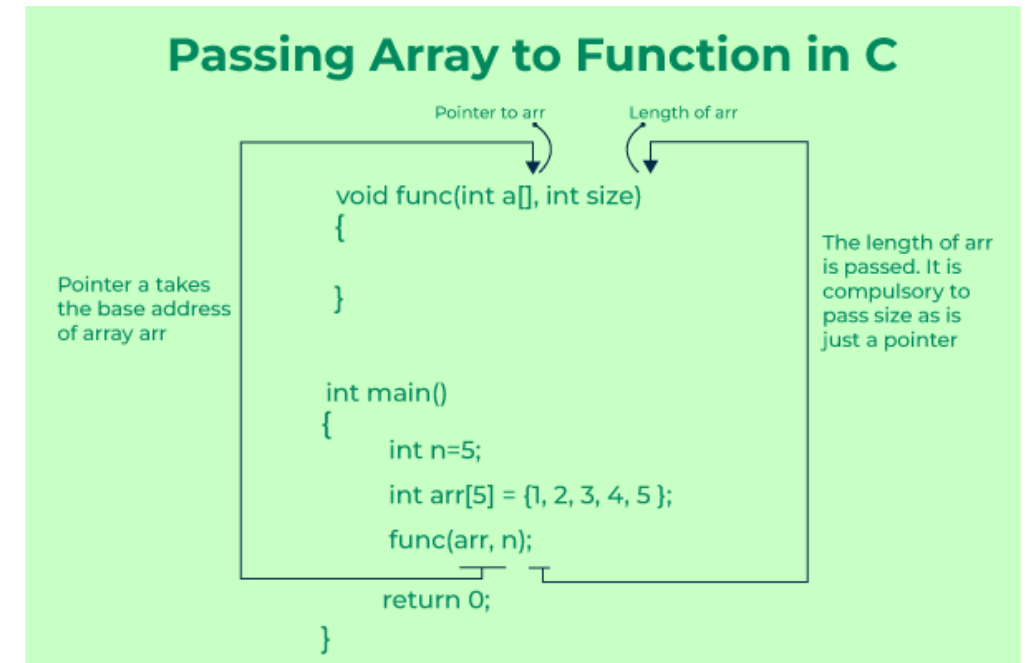 Passing Array to Function in C
Pointer to arr
Length of arr
void func(int a[], int size)
{
}
Pointer a takes
the base address
of array arr
The length of arr
is passed. It is
compulsory to
pass size as is
just a pointer
int main()
{
int n=5;
int arr[5] = {1, 2, 3, 4, 5 };
func(arr, n);
return 0;
}